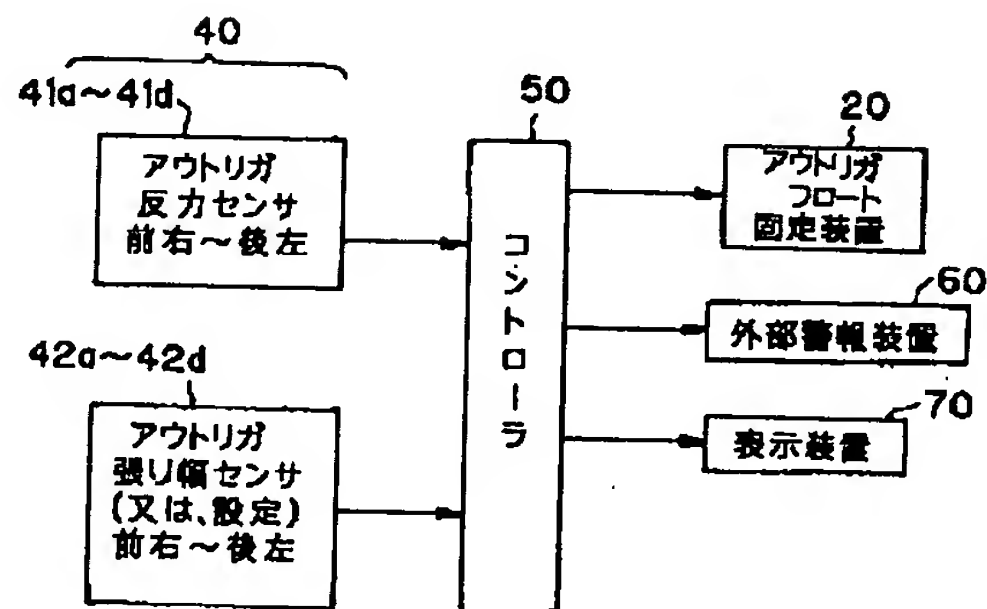 40
41a～41d
アウトリガ
反力センサ
前右～後左
42a～42d
アウトリガ
張り幅センサ
(又は、設定)
前右～後左
50
コントローラ
20
アウトリガ
フロート
固定装置
60
外部警報装置
70
表示装置